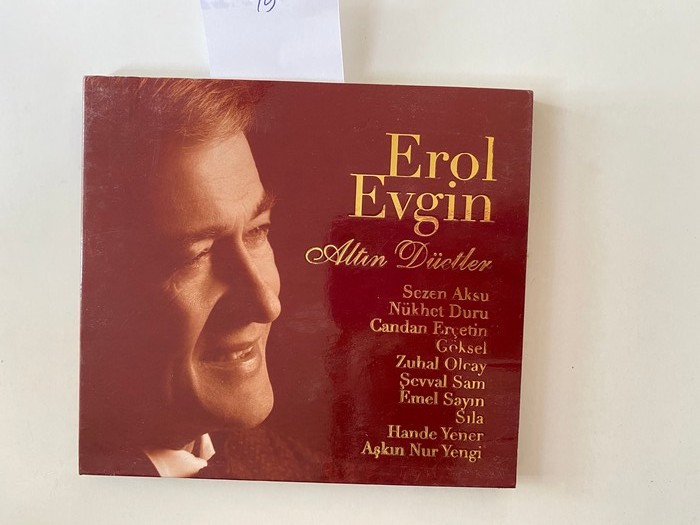 Erol
Evgin
Altın Düetler
Sezen Aksu
Nükhet Duru
Candan Erçetin
Göksel
Zuhal Olcay
Şevval Sam
Emel Sayın
Sıla
Hande Yener
Aşkın Nur Yengi